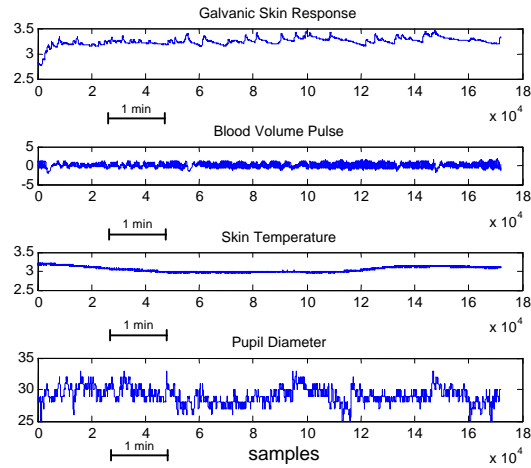 Galvanic Skin Response
3.5
3
2.5
0 2 4 6 8 10 12 14 16 18
x 10^4
1 min
Blood Volume Pulse
5
0
-5
0 2 4 6 8 10 12 14 16 18
x 10^4
1 min
Skin Temperature
3.5
3
2.5
0 2 4 6 8 10 12 14 16 18
x 10^4
1 min
Pupil Diameter
35
30
25
0 2 4 6 8 10 12 14 16 18
x 10^4
1 min
samples